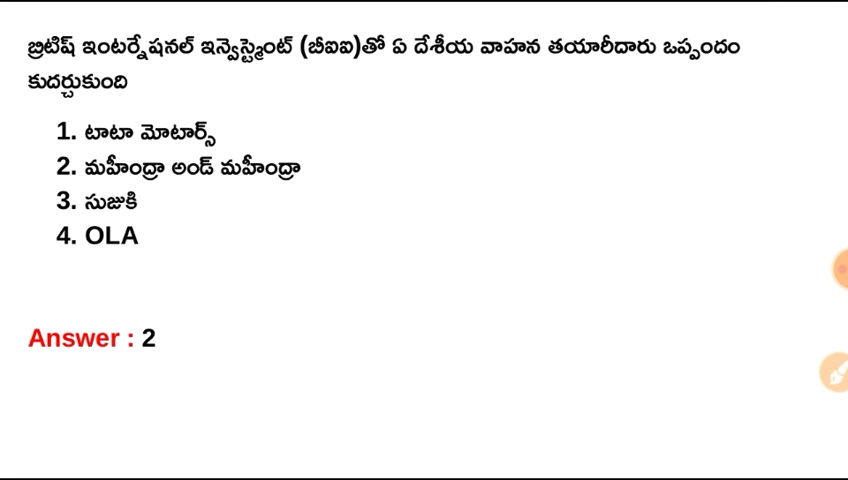 బ్రిటిష్ ఇంటర్నేషనల్ ఇన్వెస్ట్మెంట్ (బీఐఐ)తో ఏ దేశీయ వాహన తయారీదారు ఒప్పందం
కుదర్చుకుంది
1. టాటా మోటార్స్
2. మహీంద్రా అండ్ మహీంద్రా
3. సుజుకి
4. OLA
Answer : 2